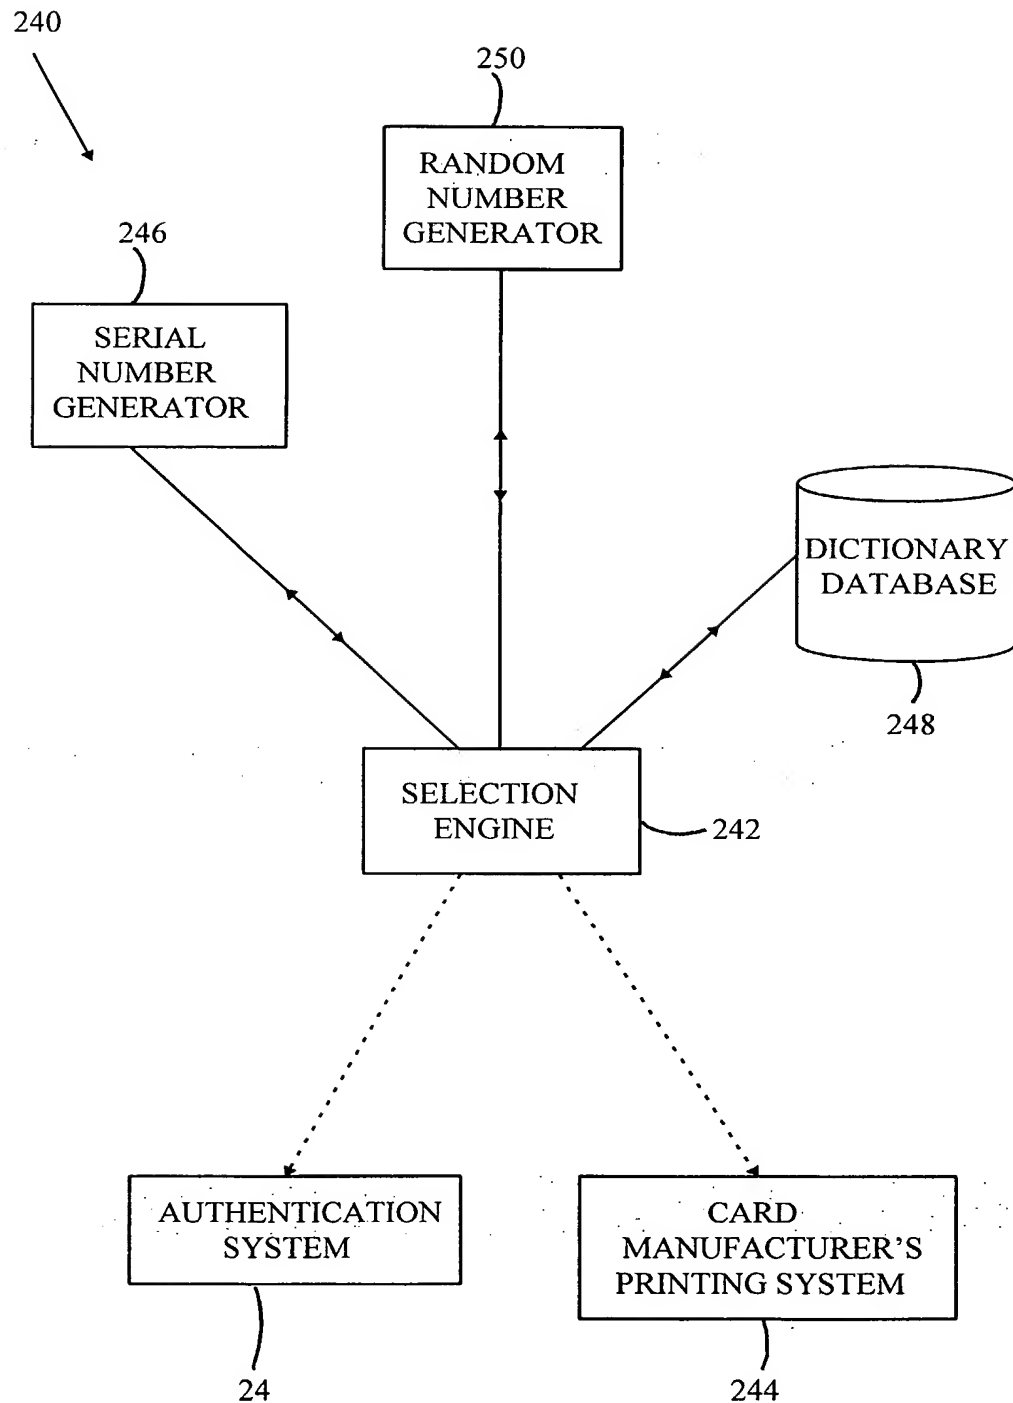 240
250
RANDOM
NUMBER
GENERATOR
246
SERIAL
NUMBER
GENERATOR
DICTIONARY
DATABASE
248
SELECTION
ENGINE
242
AUTHENTICATION
SYSTEM
24
CARD
MANUFACTURER'S
PRINTING SYSTEM
244